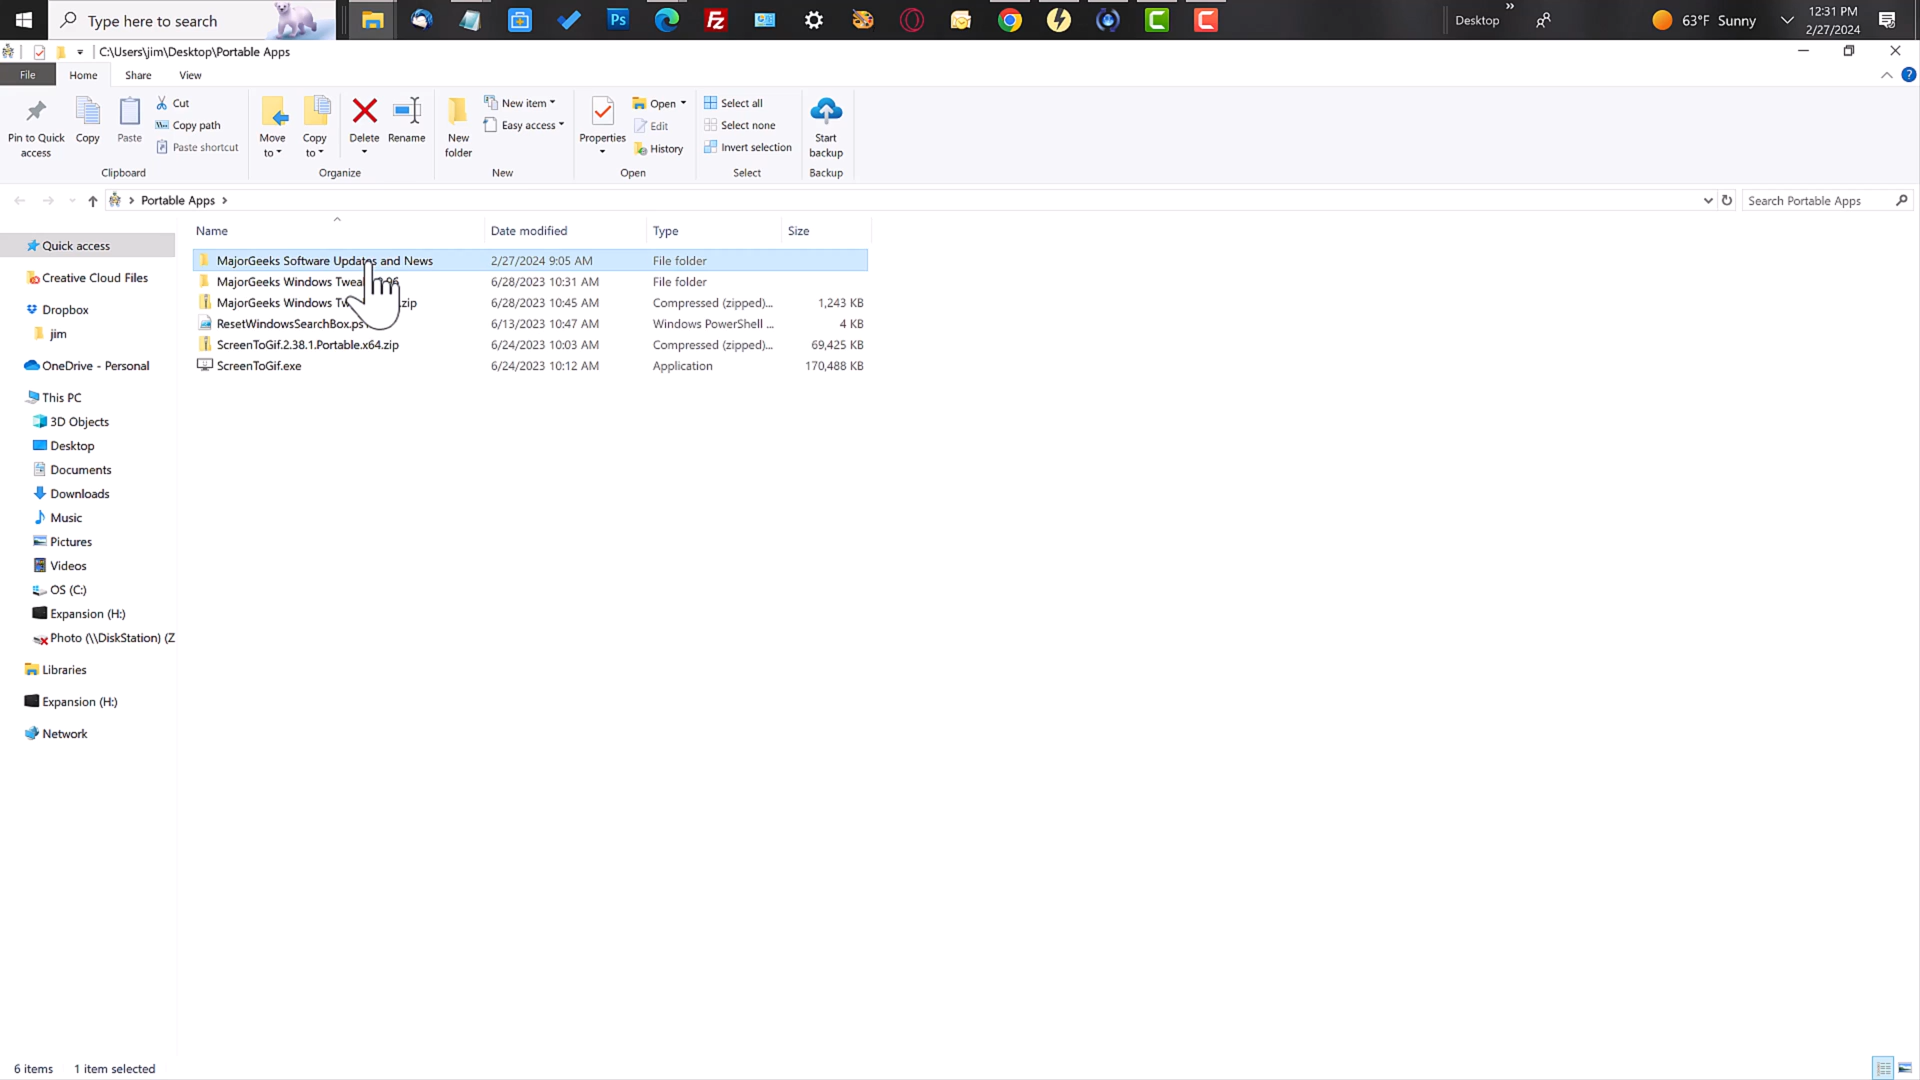 Type here to search
Ps
Fz
Desktop
»
63°F Sunny
12:31 PM
2/27/2024
C:\Users\jim\Desktop\Portable Apps
File
Home
Share
View
Pin to Quick access
Copy
Paste
Cut
Copy path
Paste shortcut
Clipboard
Move to
Copy to
Delete
Rename
Organize
New folder
New item
Easy access
New
Properties
Open
Edit
History
Open
Select all
Select none
Invert selection
Select
Start backup
Backup
Portable Apps
Search Portable Apps
Name
Date modified
Type
Size
MajorGeeks Software Updates and News 2/27/2024 9:05 AM File folder
MajorGeeks Windows 6/28/2023 10:31 AM File folder
MajorGeeks Windows .zip 6/28/2023 10:45 AM Compressed (zipped)... 1,243 KB
ResetWindowsSearchBox.ps 6/13/2023 10:47 AM Windows PowerShell ... 4 KB
ScreenToGif.2.38.1.Portable.x64.zip 6/24/2023 10:03 AM Compressed (zipped)... 69,425 KB
ScreenToGif.exe 6/24/2023 10:12 AM Application 170,488 KB
Quick access
Creative Cloud Files
Dropbox
jim
OneDrive - Personal
This PC
3D Objects
Desktop
Documents
Downloads
Music
Pictures
Videos
OS (C:)
Expansion (H:)
Photo (\\DiskStation) (Z
Libraries
Expansion (H:)
Network
6 items 1 item selected